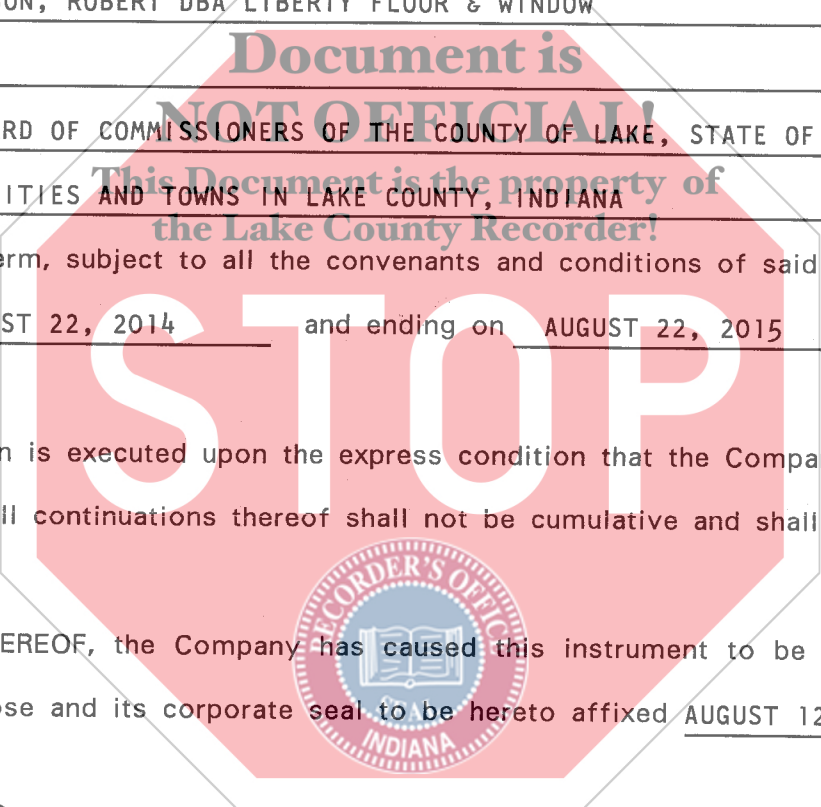 ON, ROBERT DBA LIBERTY FLOOR & WINDOW
Document is
NOT OFFICIAL!
RD OF COMMISSIONERS OF THE COUNTY OF LAKE, STATE OF
This Document is the property of
ITIES AND TOWNS IN LAKE COUNTY, INDIANA
the Lake County Recorder!
erm, subject to all the convenants and conditions of said
ST 22, 2014 and ending on AUGUST 22, 2015
STOP
n is executed upon the express condition that the Compa
ll continuations thereof shall not be cumulative and shall
ECORDER'S OFFIC
EREOF, the Company has caused this instrument to be
ose and its corporate seal to be hereto affixed AUGUST 12
SEAL
INDIANA